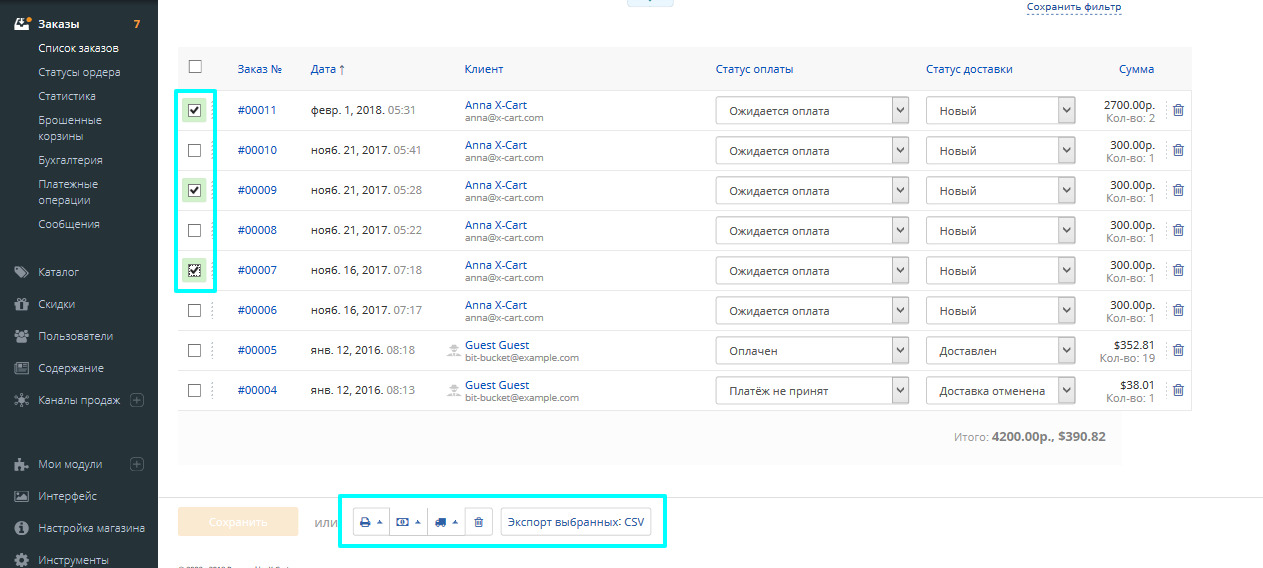 Заказы 7
Список заказов
Статусы ордера
Статистика
Брошенные
корзины
Бухгалтерия
Платежные
операции
Сообщения
Каталог
Скидки
Пользователи
Содержание
Каналы продаж
Мои модули
Интерфейс
Настройка магазина
Инструменты
Сохранить фильтр
Заказ № Дата ↑ Клиент Статус оплаты Статус доставки Сумма
#00011 февр. 1, 2018. 05:31 Anna X-Cart Ожидается оплата Новый 2700.00р.
anna@x-cart.com Кол-во: 2
#00010 нояб. 21, 2017. 05:41 Anna X-Cart Ожидается оплата Новый 300.00р.
anna@x-cart.com Кол-во: 1
#00009 нояб. 21, 2017. 05:28 Anna X-Cart Ожидается оплата Новый 300.00р.
anna@x-cart.com Кол-во: 1
#00008 нояб. 21, 2017. 05:22 Anna X-Cart Ожидается оплата Новый 300.00р.
anna@x-cart.com Кол-во: 1
#00007 нояб. 16, 2017. 07:18 Anna X-Cart Ожидается оплата Новый 300.00р.
anna@x-cart.com Кол-во: 1
#00006 нояб. 16, 2017. 07:17 Anna X-Cart Ожидается оплата Новый 300.00р.
anna@x-cart.com Кол-во: 1
#00005 янв. 12, 2016. 08:18 Guest Guest Оплачен Доставлен $352.81
bit-bucket@example.com Кол-во: 19
#00004 янв. 12, 2016. 08:13 Guest Guest Платёж не принят Доставка отменена $38.01
bit-bucket@example.com Кол-во: 1
Итого: 4200.00р., $390.82
Сохранить или Экспорт выбранных: CSV